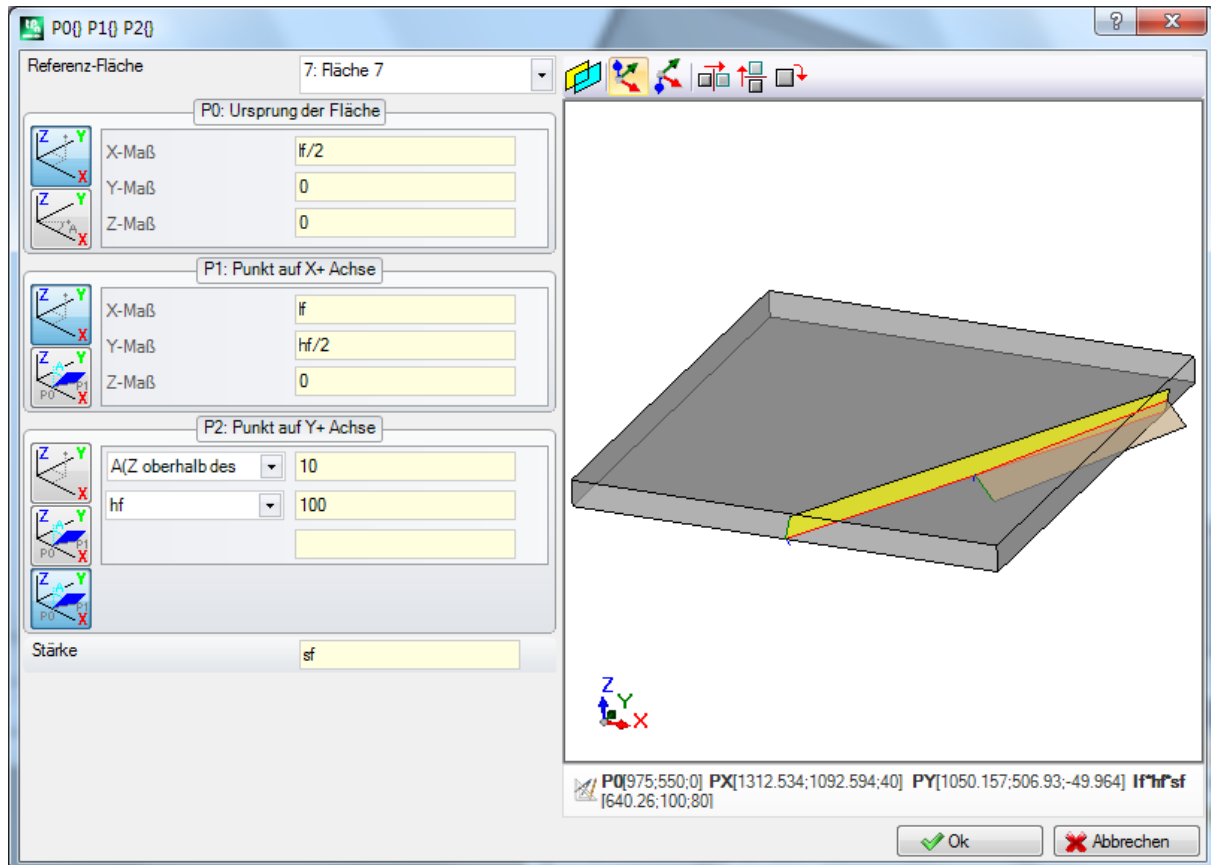 P0{} P1{} P2{}
Referenz-Fläche
7: Fläche 7
P0: Ursprung der Fläche
X-Maß
lf/2
Y-Maß
0
Z-Maß
0
P1: Punkt auf X+ Achse
X-Maß
lf
Y-Maß
hf/2
Z-Maß
0
P2: Punkt auf Y+ Achse
A(Z oberhalb des
10
hf
100
Stärke
sf
Z
Y
X
P0[975;550;0] PX[1312.534;1092.594;40] PY[1050.157;506.93;-49.964] lf*hf*sf
[640.26;100;80]
Ok
Abbrechen